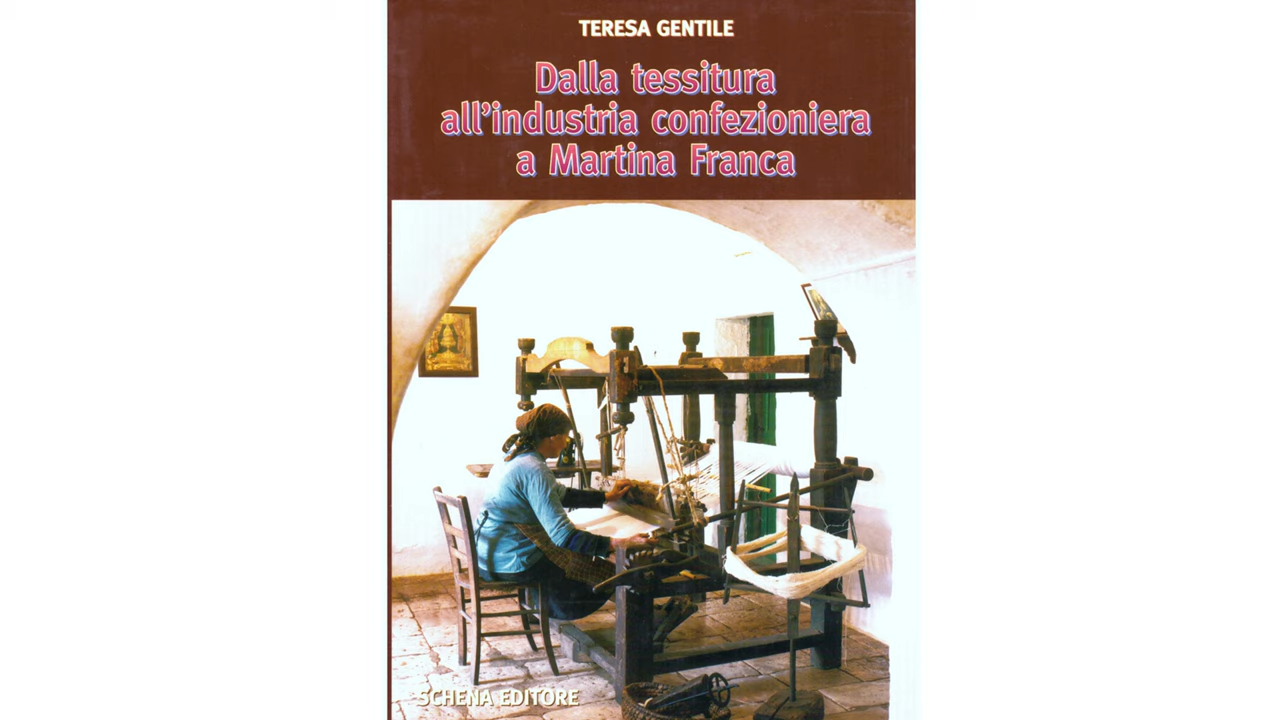 TERESA GENTILE
Dalla tessitura
all'industria confezioniera
a Martina Franca
SCHENA EDITORE